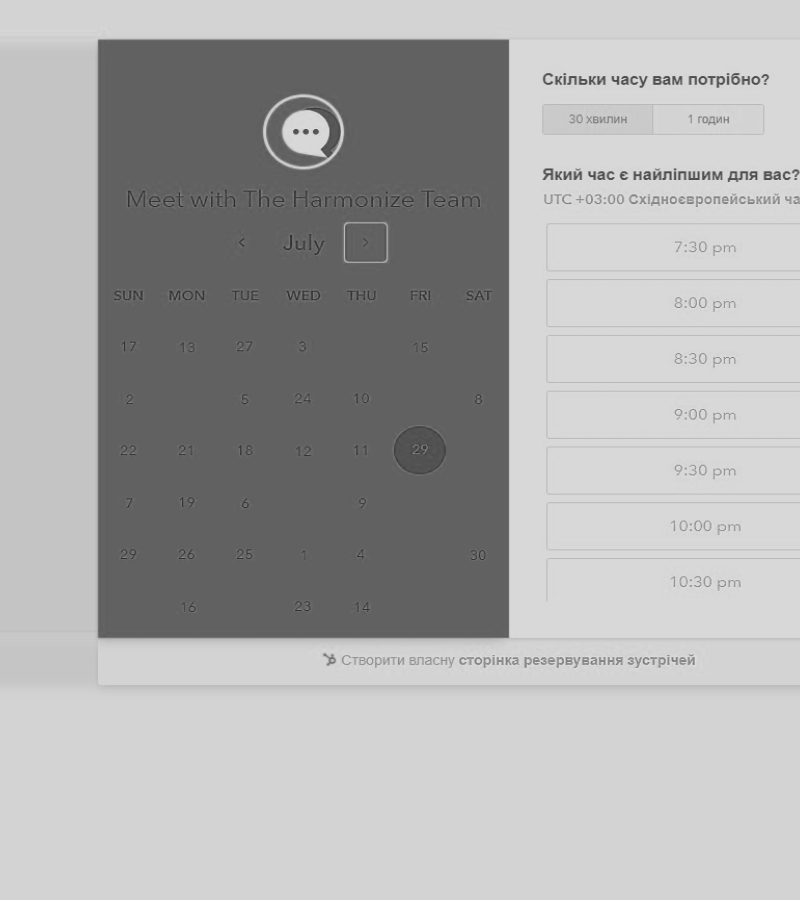 Скільки часу вам потрібно?
30 хвилин 1 годин
Meet with The Harmonize Team
July
Який час є найліпшим для вас?
UTC +03:00 Східноєвропейський ча
SUN MON TUE WED THU FRI SAT
17 13 27 3 15
2 5 24 10 8
22 21 18 12 11 29
7 19 6 9
29 26 25 1 4 30
16 23 14
7:30 pm
8:00 pm
8:30 pm
9:00 pm
9:30 pm
10:00 pm
10:30 pm
Створити власну сторінка резервування зустрічей